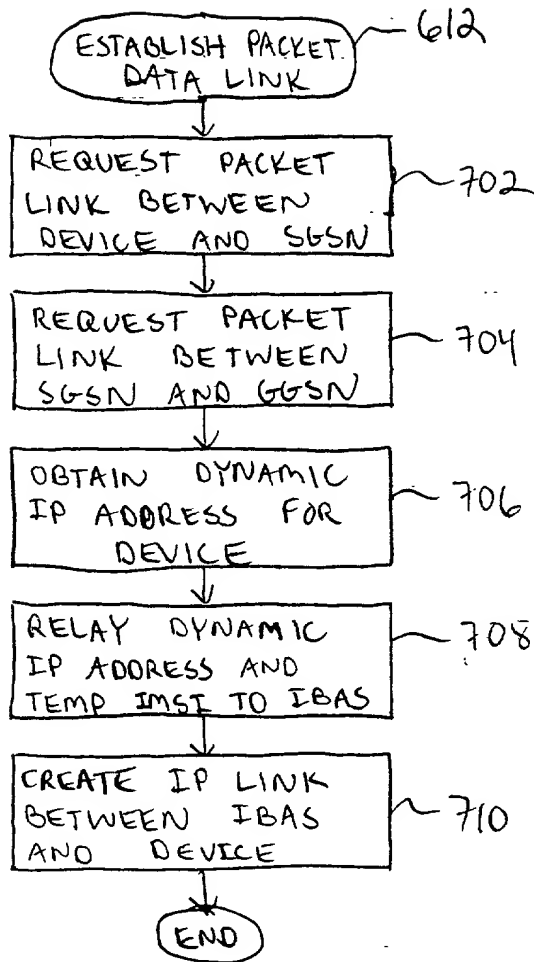 ESTABLISH PACKET
DATA LINK
612
REQUEST PACKET
LINK BETWEEN
DEVICE AND SGSN
702
REQUEST PACKET
LINK BETWEEN
SGSN AND GGSN
704
OBTAIN DYNAMIC
IP ADDRESS FOR
DEVICE
706
RELAY DYNAMIC
IP ADDRESS AND
TEMP IMSI TO IBAS
708
CREATE IP LINK
BETWEEN IBAS
AND DEVICE
710
END